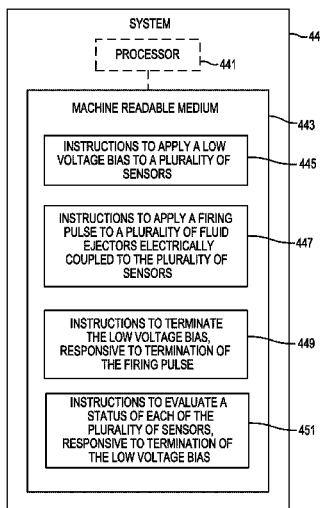 SYSTEM
44
PROCESSOR
441
MACHINE READABLE MEDIUM
443
INSTRUCTIONS TO APPLY A LOW
VOLTAGE BIAS TO A PLURALITY OF
SENSORS
445
INSTRUCTIONS TO APPLY A FIRING
PULSE TO A PLURALITY OF FLUID
EJECTORS ELECTRICALLY
COUPLED TO THE PLURALITY OF
SENSORS
447
INSTRUCTIONS TO TERMINATE
THE LOW VOLTAGE BIAS,
RESPONSIVE TO TERMINATION OF
THE FIRING PULSE
449
INSTRUCTIONS TO EVALUATE A
STATUS OF EACH OF THE
PLURALITY OF SENSORS,
RESPONSIVE TO TERMINATION OF
THE LOW VOLTAGE BIAS
451